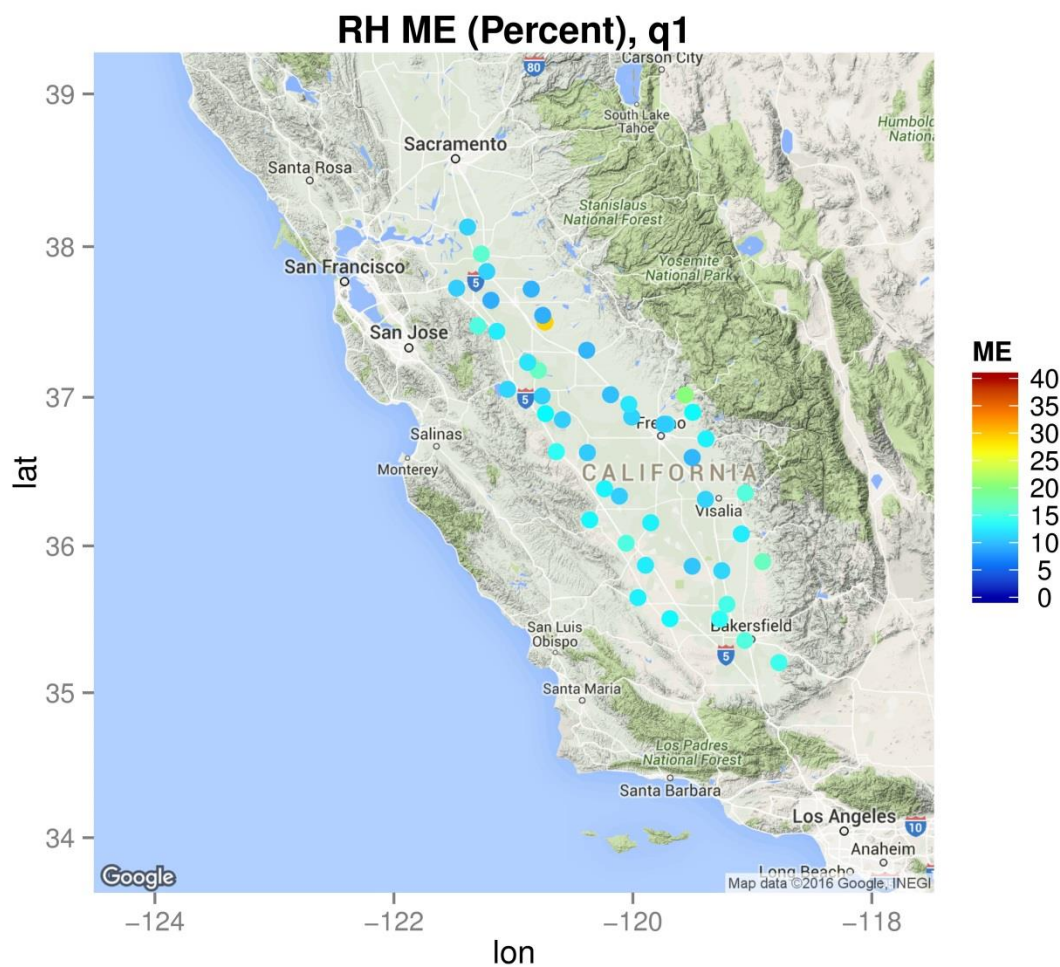 RH ME (Percent), q1
39
38
37
36
35
34
lat
−124
−122
−120
−118
lon
80
Carson City
South Lake
Tahoe
Sacramento
Santa Rosa
Stanislaus
National Forest
San Francisco
5
Yosemite
National Park
San Jose
5
Salinas
Monterey
CALIFORNIA
Visalia
Bakersfield
5
San Luis
Obispo
Santa Maria
Los Padres
National Forest
Santa Barbara
Los Angeles
10
Anaheim
Long Beach
Google
Map data ©2016 Google, INEGI
ME
40
35
30
25
20
15
10
5
0